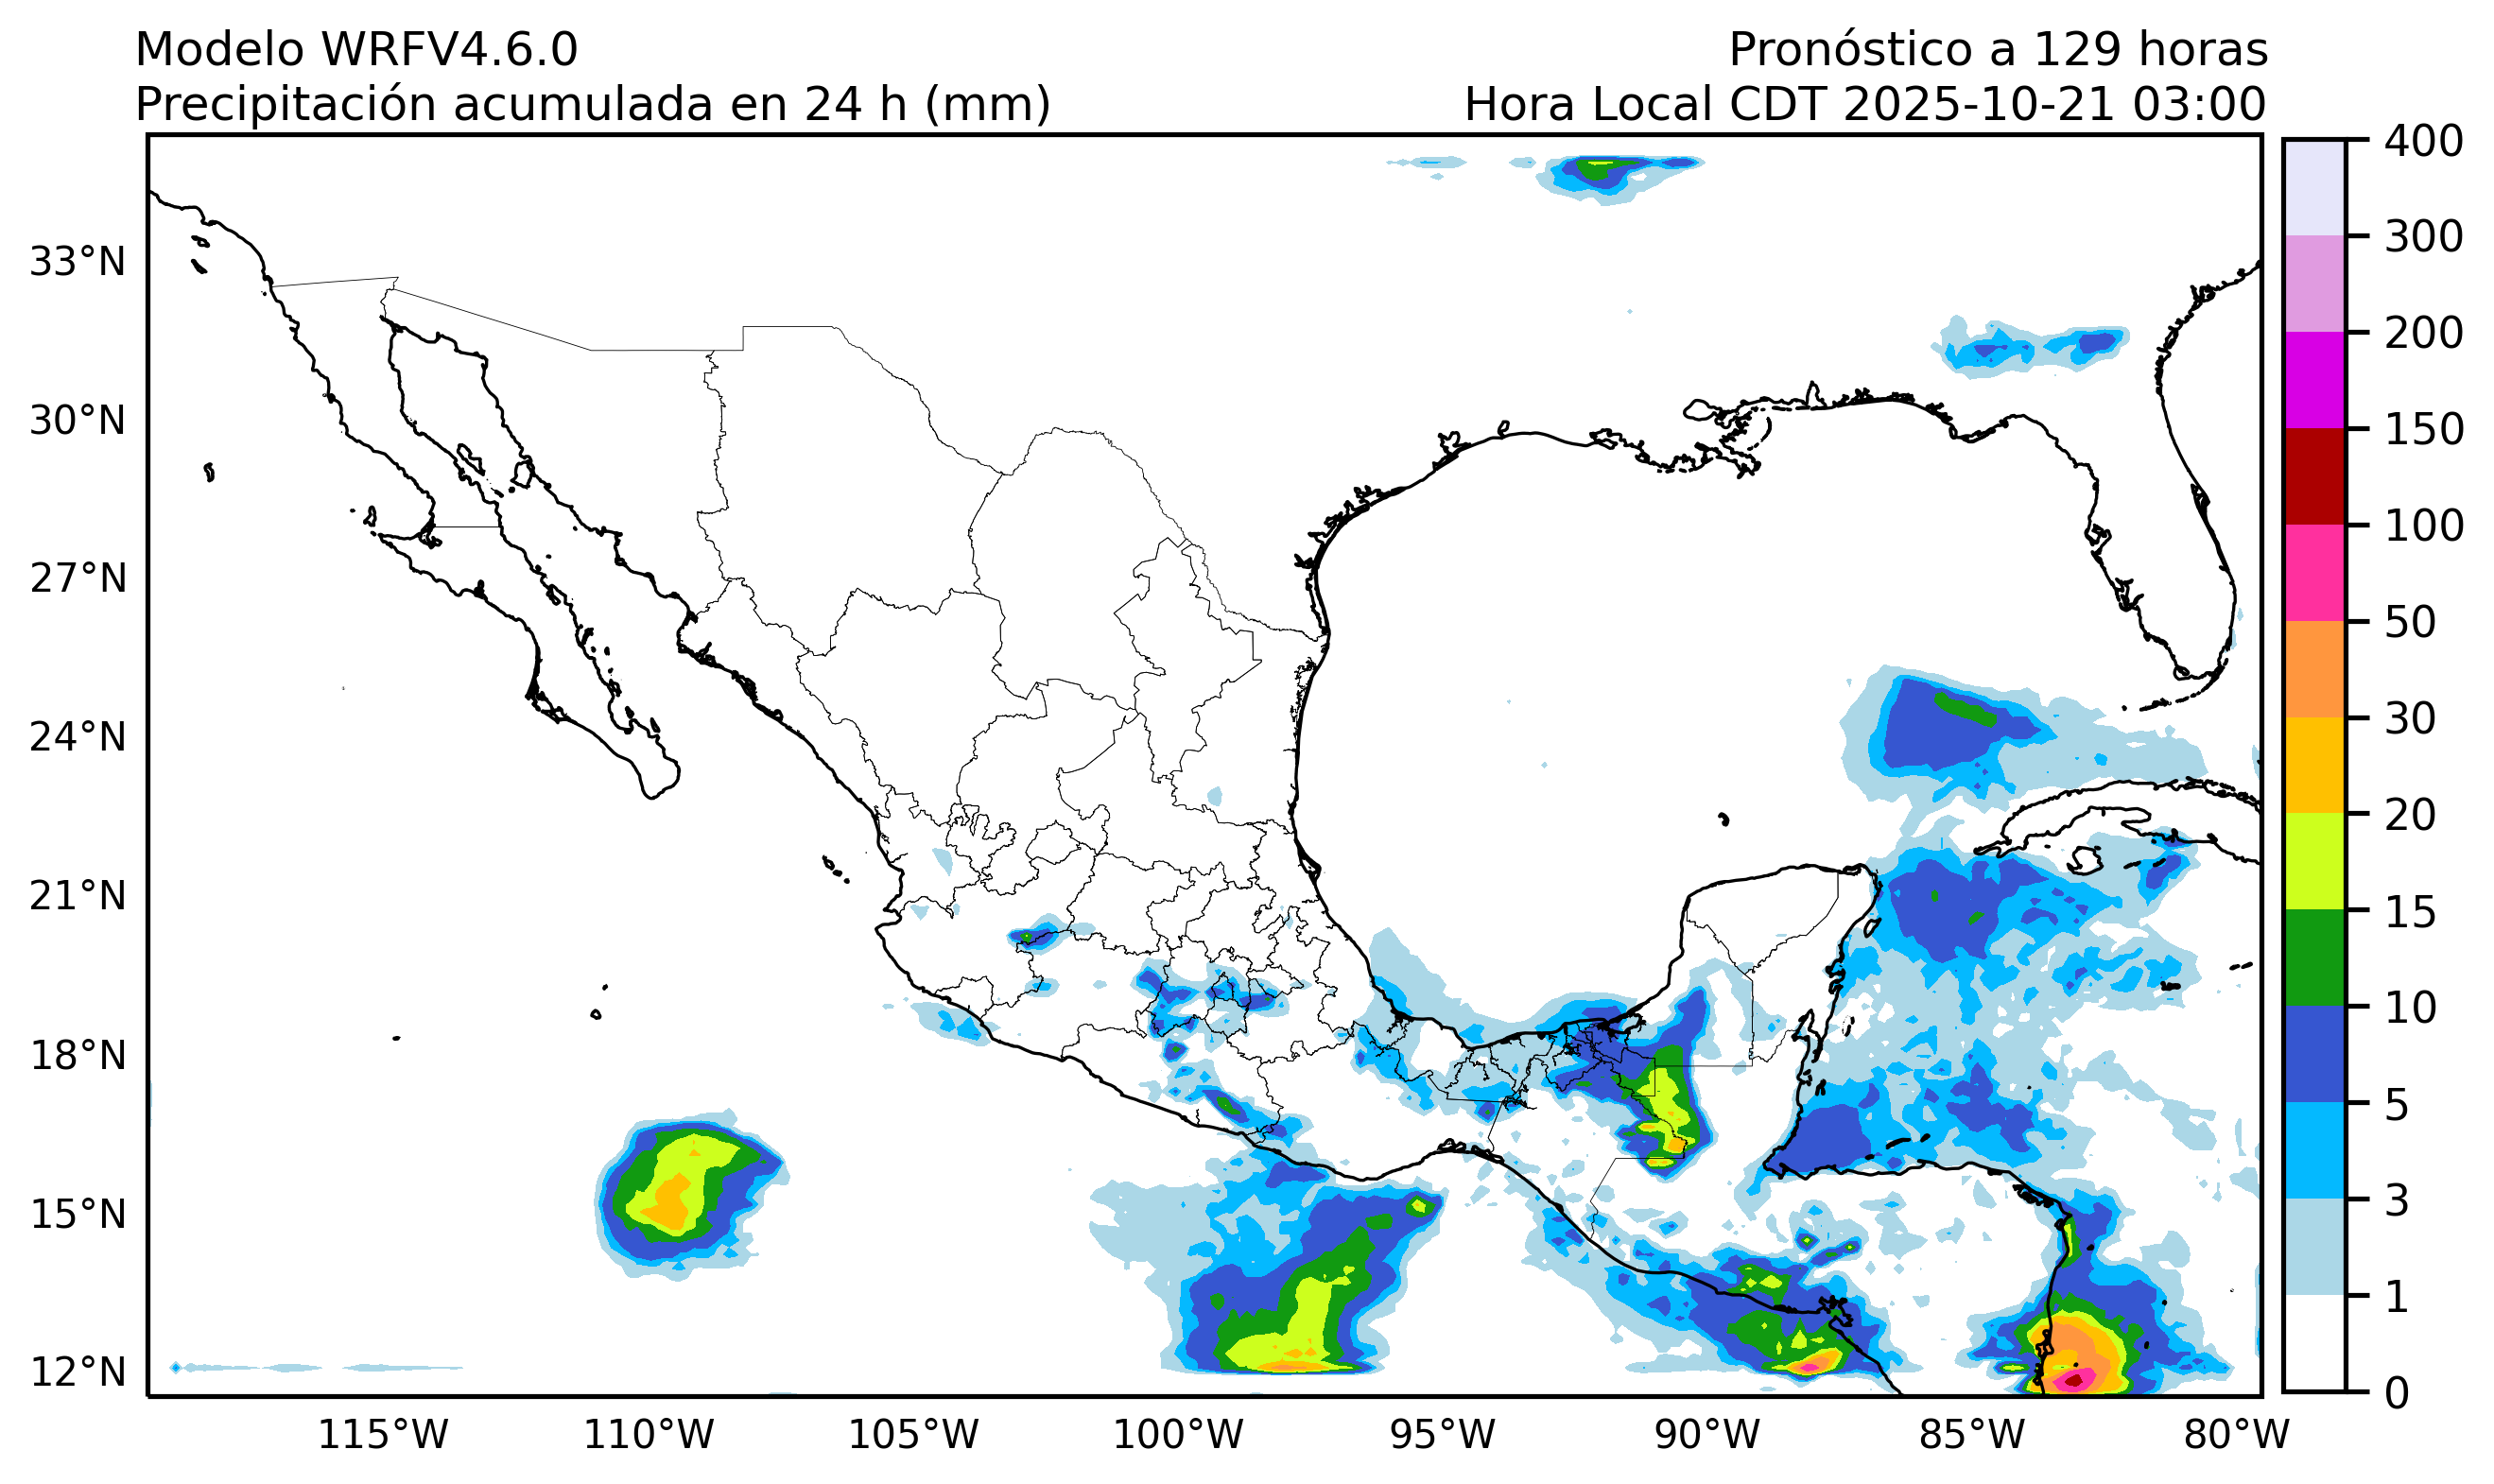 Modelo WRFV4.6.0
Pronóstico a 129 horas
Precipitación acumulada en 24 h (mm)
Hora Local CDT 2025-10-21 03:00
33°N
30°N
27°N
24°N
21°N
18°N
15°N
12°N
115°W
110°W
105°W
100°W
95°W
90°W
85°W
80°W
400
300
200
150
100
50
30
20
15
10
5
3
1
0